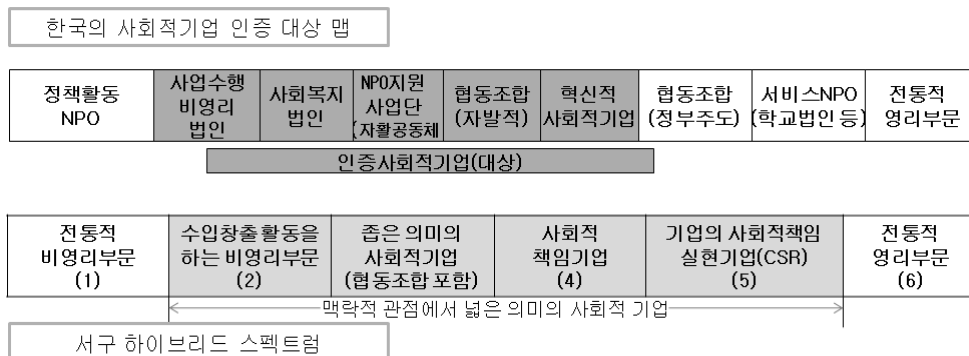 한국의 사회적기업 인증 대상 맵
정책활동
NPO
사업수행
비영리
법인
사회복지
법인
NPO지원
사업단
(자활공동체
협동조합
(자발적)
혁신적
사회적기업
협동조합
(정부주도)
서비스NPO
(학교법인 등)
전통적
영리부문
인증사회적기업(대상)
전통적
비영리부문
(1)
수입창출 활동을
하는 비영리부문
(2)
좁은 의미의
사회적기업
(협동조합 포함)
사회적
책임기업
(4)
기업의 사회적책임
실현기업(CSR)
(5)
전통적
영리부문
(6)
맥락적 관점에서 넓은 의미의 사회적 기업
서구 하이브리드 스펙트럼